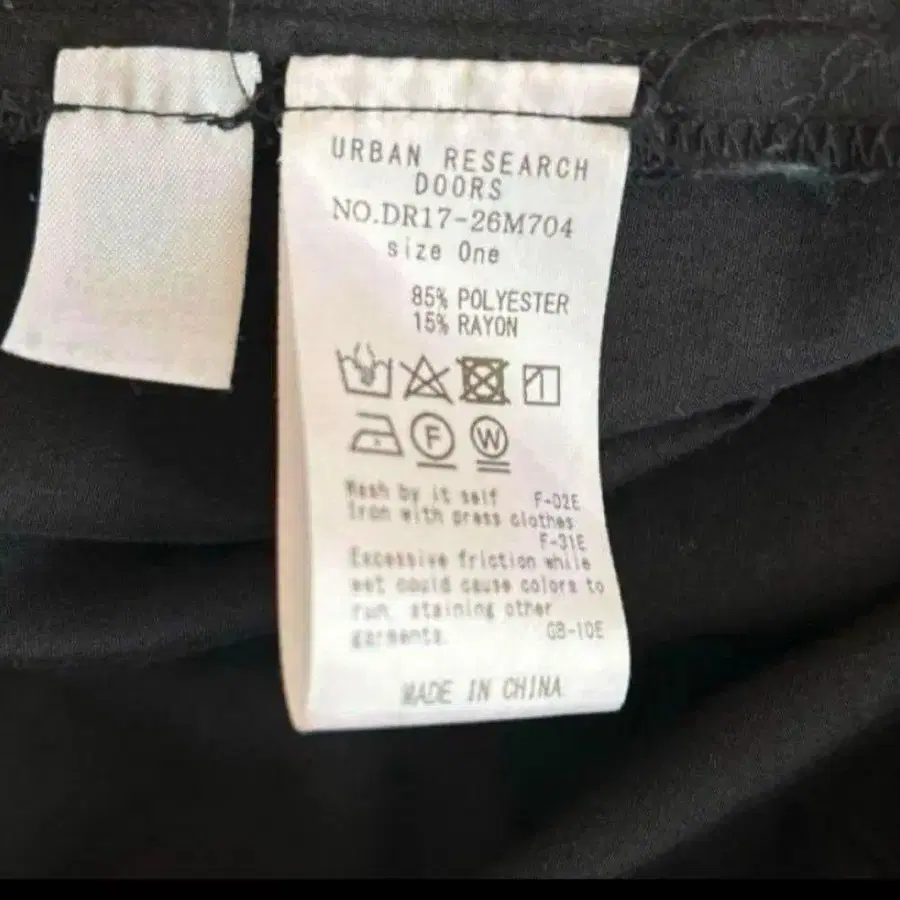 URBAN RESEARCH
DOORS
NO.DR17-26M704
size One
85% POLYESTER
15% RAYON
F W
Wash by it self F-02E
Iron with press clothes
F-31E
Excessive friction while
wet could cause colors to
run, staining other
garments. GB-10E
MADE IN CHINA